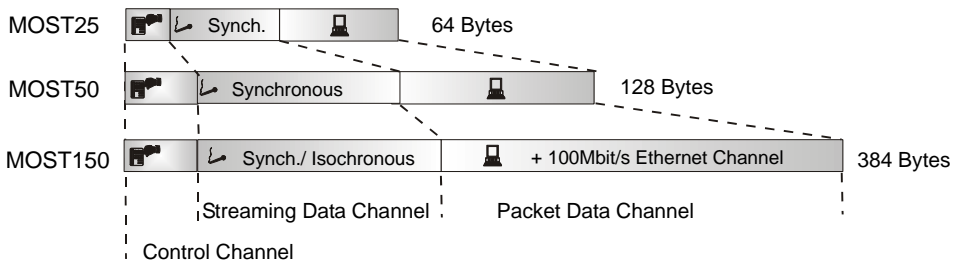 MOST25 Synch. 64 Bytes
MOST50 Synchronous 128 Bytes
MOST150 Synch./ Isochronous + 100Mbit/s Ethernet Channel 384 Bytes
Streaming Data Channel Packet Data Channel
Control Channel